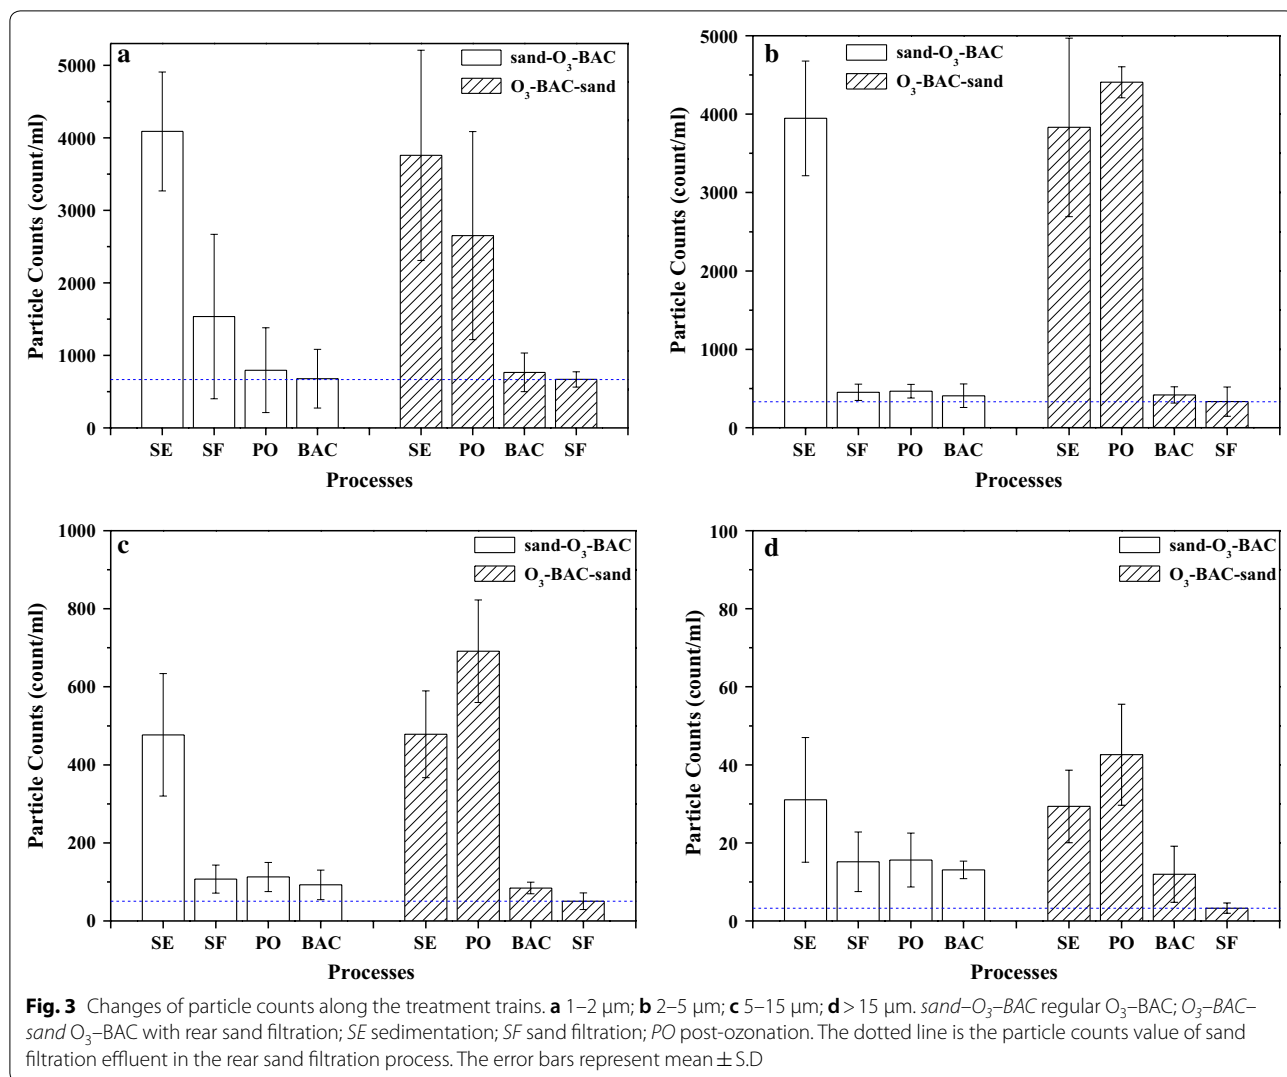 a
sand-O₃-BAC
O₃-BAC-sand
Particle Counts (count/ml)
5000
4000
3000
2000
1000
0
SE SF PO BAC SE PO BAC SF
Processes
b
sand-O₃-BAC
O₃-BAC-sand
Particle Counts (count/ml)
5000
4000
3000
2000
1000
0
SE SF PO BAC SE PO BAC SF
Processes
c
sand-O₃-BAC
O₃-BAC-sand
Particle Counts (count/ml)
1000
800
600
400
200
0
SE SF PO BAC SE PO BAC SF
Processes
d
sand-O₃-BAC
O₃-BAC-sand
Particle Counts (count/ml)
100
80
60
40
20
0
SE SF PO BAC SE PO BAC SF
Processes
Fig. 3 Changes of particle counts along the treatment trains. a 1–2 μm; b 2–5 μm; c 5–15 μm; d > 15 μm. sand–O₃–BAC regular O₃–BAC; O₃–BAC–
sand O₃–BAC with rear sand filtration; SE sedimentation; SF sand filtration; PO post-ozonation. The dotted line is the particle counts value of sand
filtration effluent in the rear sand filtration process. The error bars represent mean ± S.D